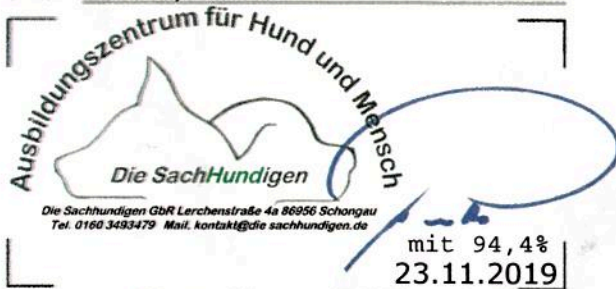 Ausbildungszentrum für Hund und Mensch
Die SachHundigen
Die Sachhundigen GbR Lerchenstraße 4a 86956 Schongau
Tel. 0160 3493479 Mail. kontakt@die sachhundigen.de
mit 94,4%
23.11.2019